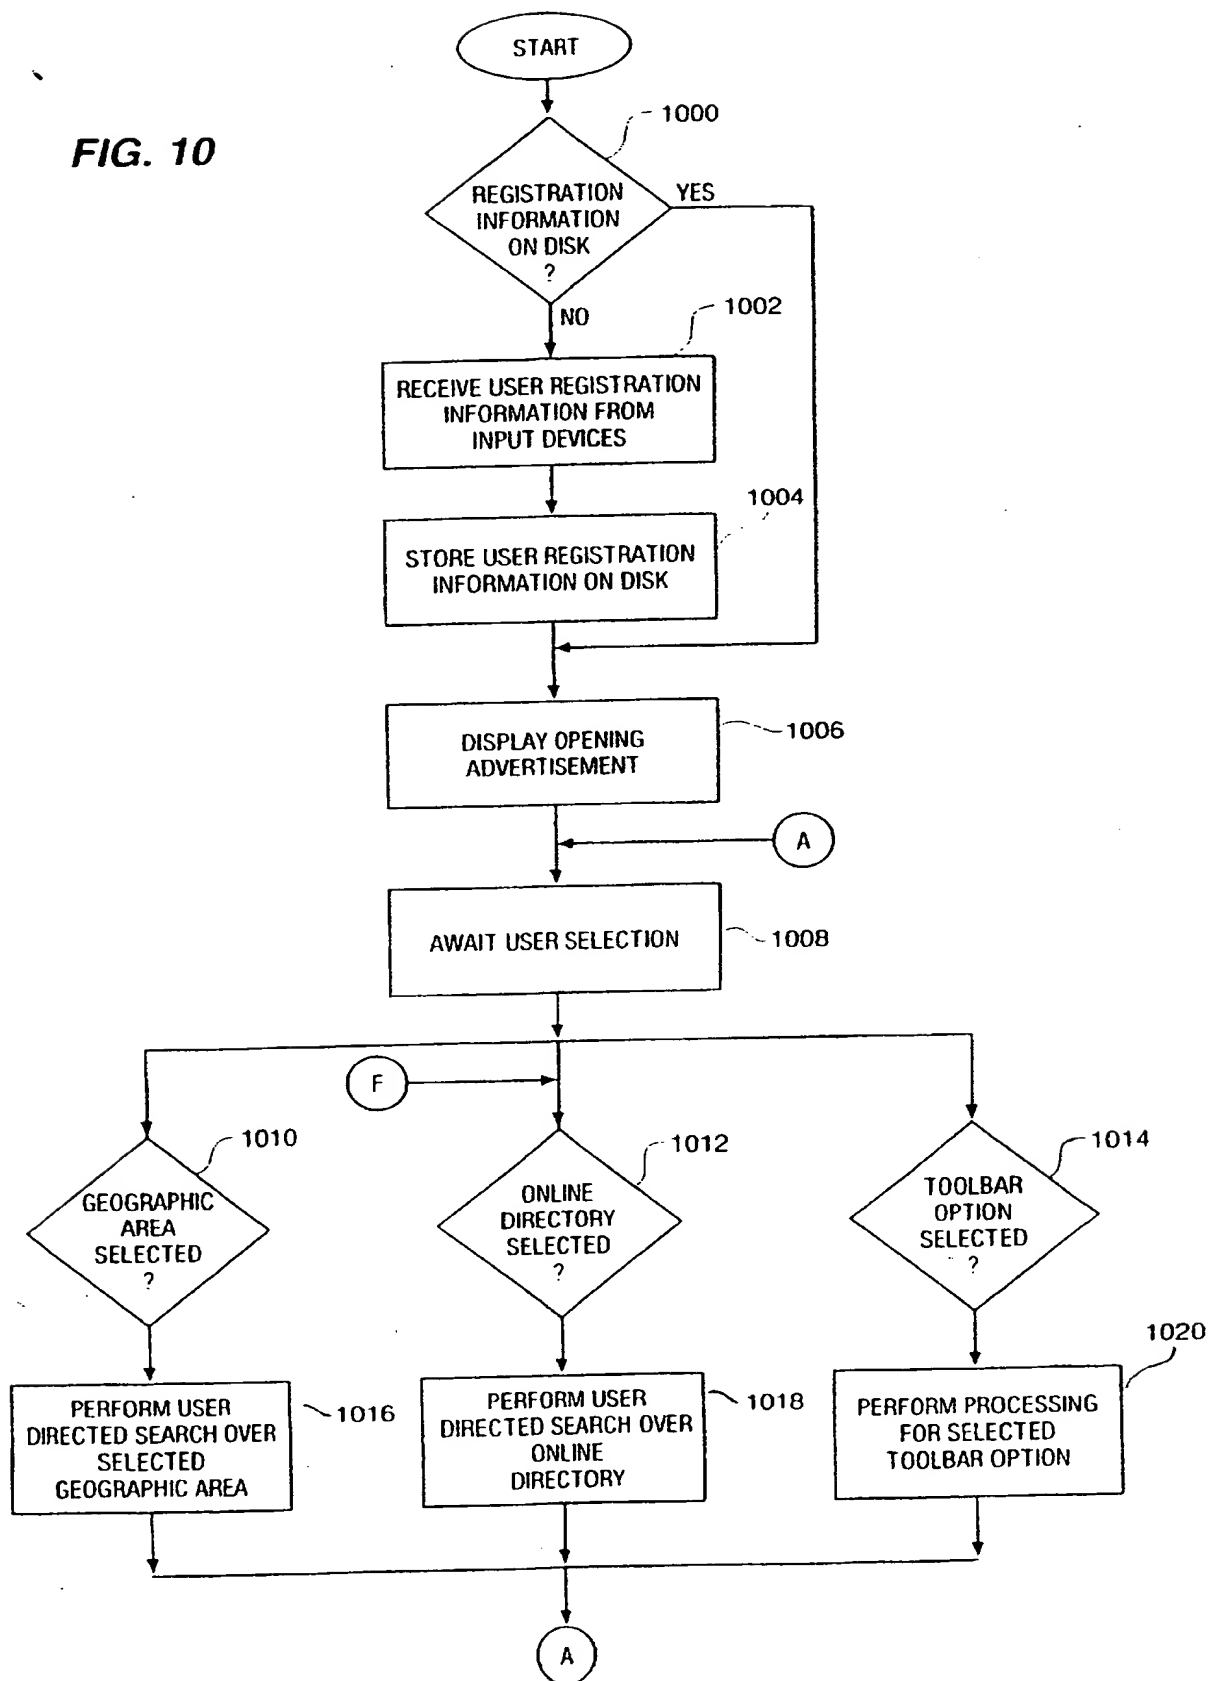 START
1000
FIG. 10
REGISTRATION
INFORMATION
ON DISK
?
YES
NO
1002
RECEIVE USER REGISTRATION
INFORMATION FROM
INPUT DEVICES
1004
STORE USER REGISTRATION
INFORMATION ON DISK
DISPLAY OPENING
ADVERTISEMENT
1006
A
AWAIT USER SELECTION
1008
F
1010
GEOGRAPHIC
AREA
SELECTED
?
1012
ONLINE
DIRECTORY
SELECTED
?
1014
TOOLBAR
OPTION
SELECTED
?
PERFORM USER
DIRECTED SEARCH OVER
SELECTED
GEOGRAPHIC AREA
1016
PERFORM USER
DIRECTED SEARCH OVER
ONLINE
DIRECTORY
1018
1020
PERFORM PROCESSING
FOR SELECTED
TOOLBAR OPTION
A